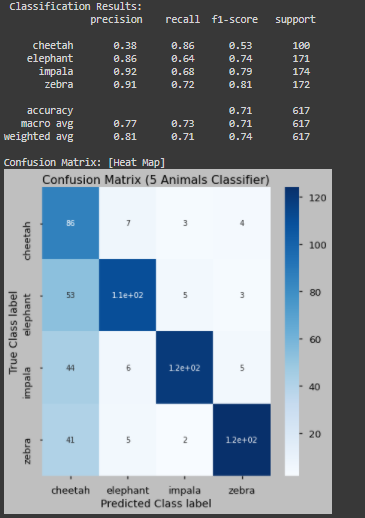 Classification Results:
precision recall f1-score support
cheetah 0.38 0.86 0.53 100
elephant 0.86 0.64 0.74 171
impala 0.92 0.68 0.79 174
zebra 0.91 0.72 0.81 172
accuracy 0.71 617
macro avg 0.77 0.73 0.71 617
weighted avg 0.81 0.71 0.74 617
Confusion Matrix: [Heat Map]
Confusion Matrix (5 Animals Classifier)
True Class label
cheetah 86 7 3 4
elephant 53 1.1e+02 5 3
impala 44 6 1.2e+02 5
zebra 41 5 2 1.2e+02
cheetah elephant impala zebra
Predicted Class label
120
100
80
60
40
20